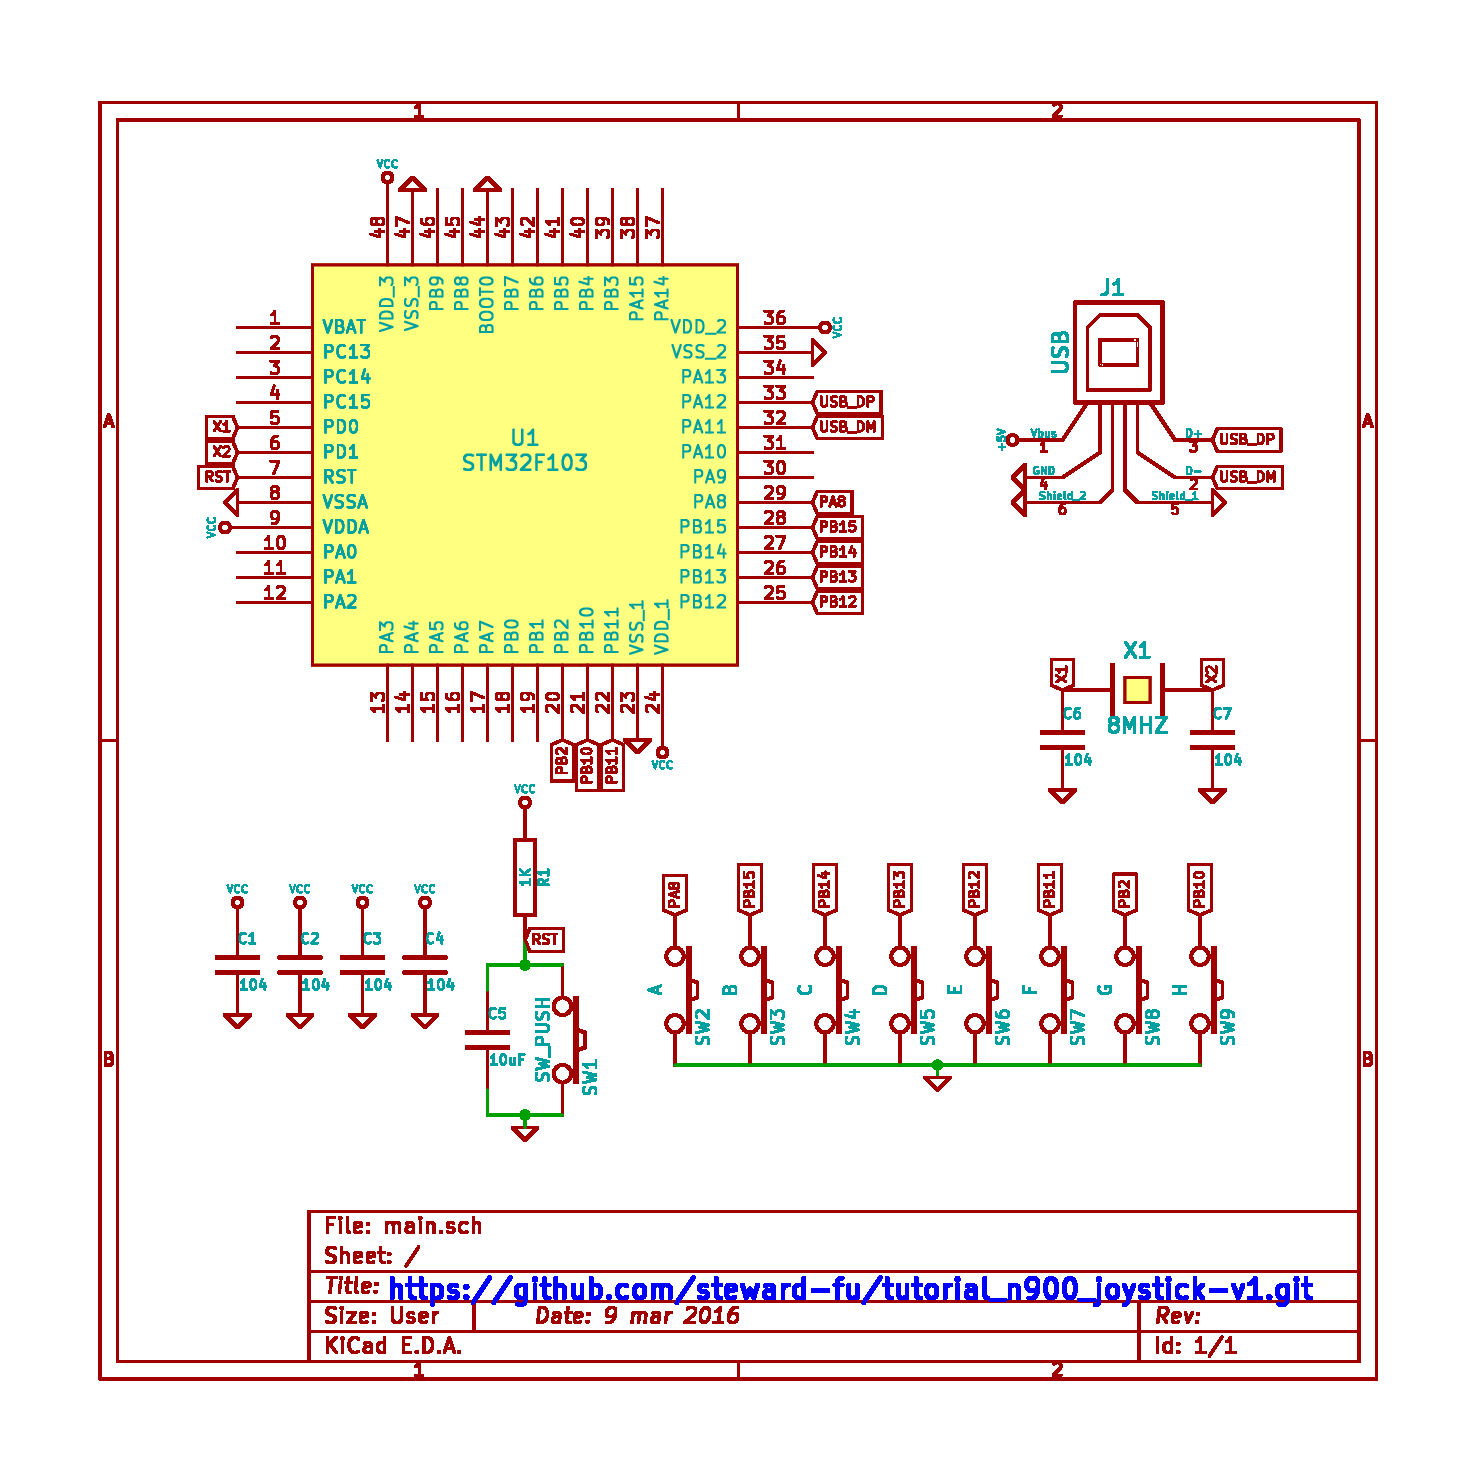 1 2
VCC
48 47 46 45 44 43 42 41 40 39 38 37
VDD_3 VSS_3 PB9 PB8 BOOT0 PB7 PB6 PB5 PB4 PB3 PA15 PA14
1 VBAT VDD_2 36 VCC
2 PC13 VSS_2 35
3 PC14 PA13 34
4 PC15 PA12 33 USB_DP
X1 5 PD0 PA11 32 USB_DM
X2 6 PD1 PA10 31
RST 7 RST PA9 30
8 VSSA PA8 29 PA8
VCC 9 VDDA PB15 28 PB15
10 PA0 PB14 27 PB14
11 PA1 PB13 26 PB13
12 PA2 PB12 25 PB12
U1
STM32F103
PA3 PA4 PA5 PA6 PA7 PB0 PB1 PB2 PB10 PB11 VSS_1 VDD_1
13 14 15 16 17 18 19 20 21 22 23 24
PB2 PB10 PB11 VCC
J1
USB
+5V Vbus 1 D+ 3 USB_DP
GND 4 D- 2 USB_DM
Shield_2 6 Shield_1 5
A A
X1
X1 X2
C6 8MHZ C7
104 104
VCC
1K R1
RST
C5
10uF
SW_PUSH
SW1
VCC VCC VCC VCC
C1 C2 C3 C4
104 104 104 104
PA8 PB15 PB14 PB13 PB12 PB11 PB2 PB10
A B C D E F G H
SW2 SW3 SW4 SW5 SW6 SW7 SW8 SW9
B B
File: main.sch
Sheet: /
Title: https://github.com/steward-fu/tutorial_n900_joystick-v1.git
Size: User Date: 9 mar 2016 Rev:
KiCad E.D.A. Id: 1/1
1 2